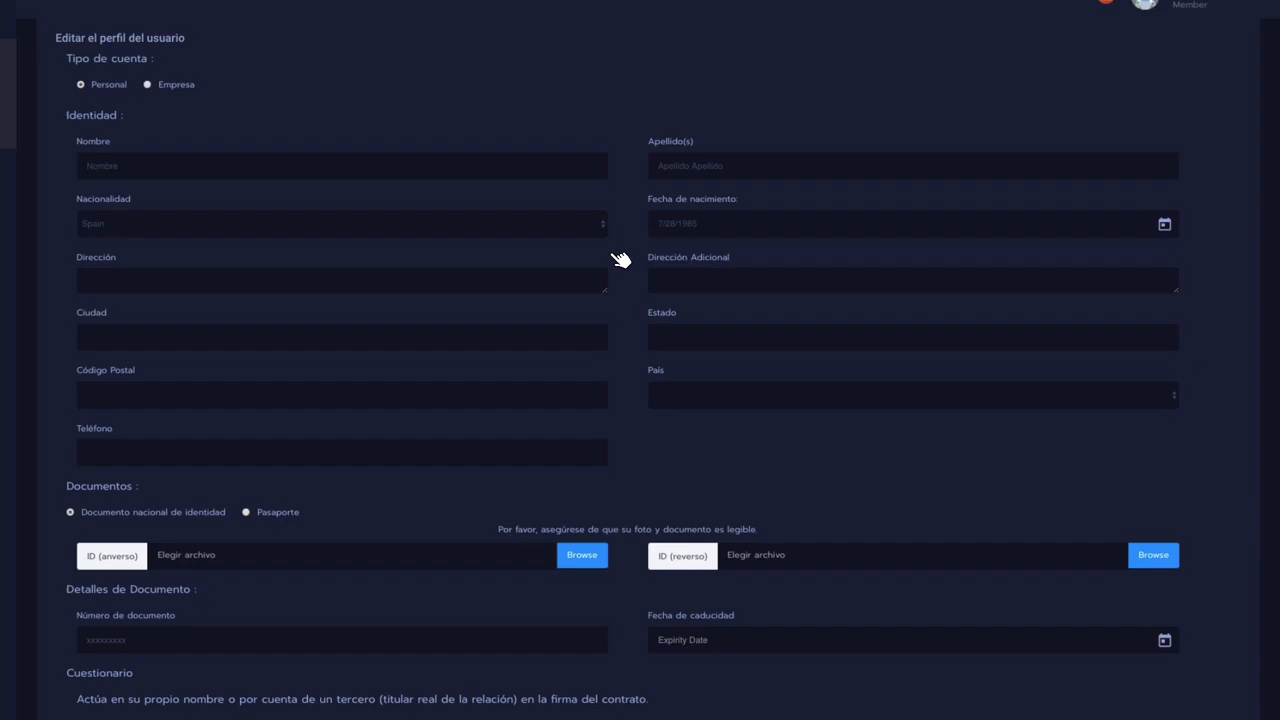 Member
Editar el perfil del usuario
Tipo de cuenta :
Personal Empresa
Identidad :
Nombre Apellido(s)
Nombre Apellido Apellido
Nacionalidad Fecha de nacimiento:
Spain 7/28/1985
Dirección Dirección Adicional
Ciudad Estado
Código Postal País
Teléfono
Documentos :
Documento nacional de identidad Pasaporte
Por favor, asegúrese de que su foto y documento es legible.
ID (anverso) Elegir archivo Browse ID (reverso) Elegir archivo Browse
Detalles de Documento :
Número de documento Fecha de caducidad
xxxxxxxxx Expirity Date
Cuestionario
Actúa en su propio nombre o por cuenta de un tercero (titular real de la relación) en la firma del contrato.